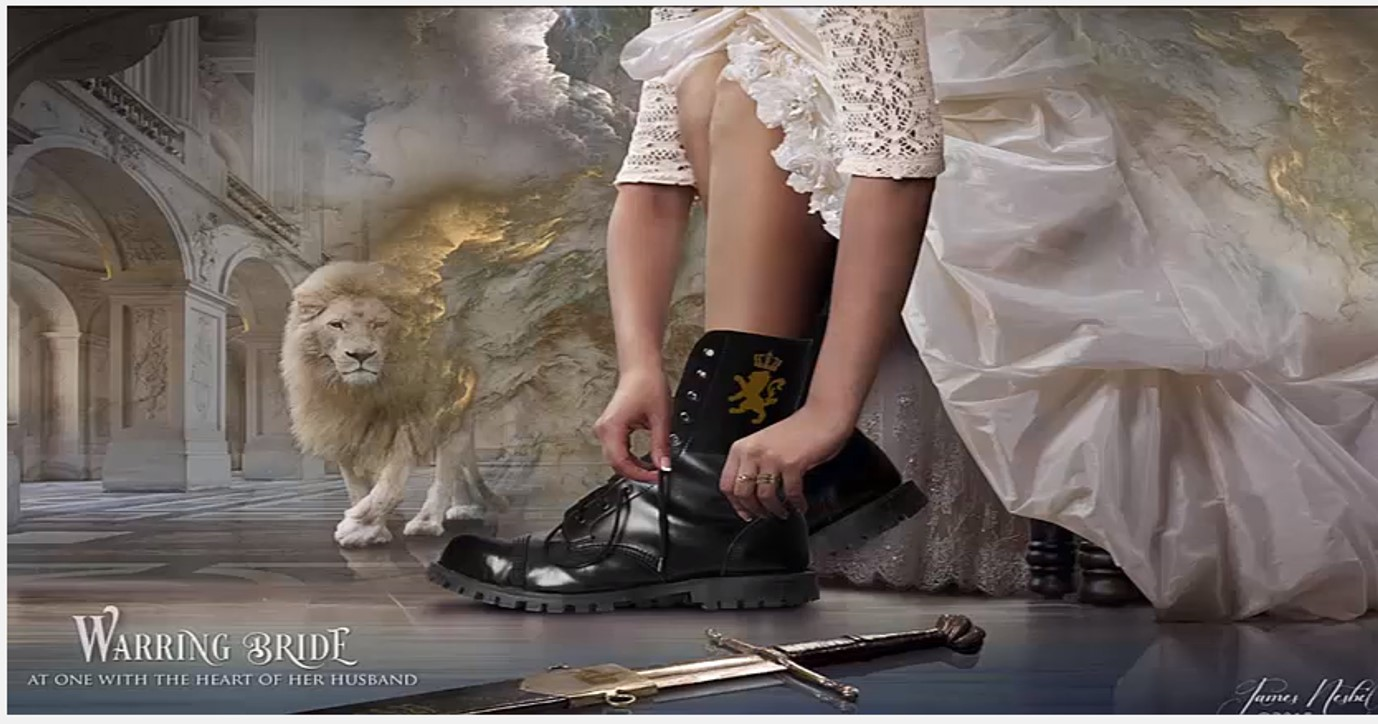 WARRING BRIDE
AT ONE WITH THE HEART OF HER HUSBAND
James Nesbit